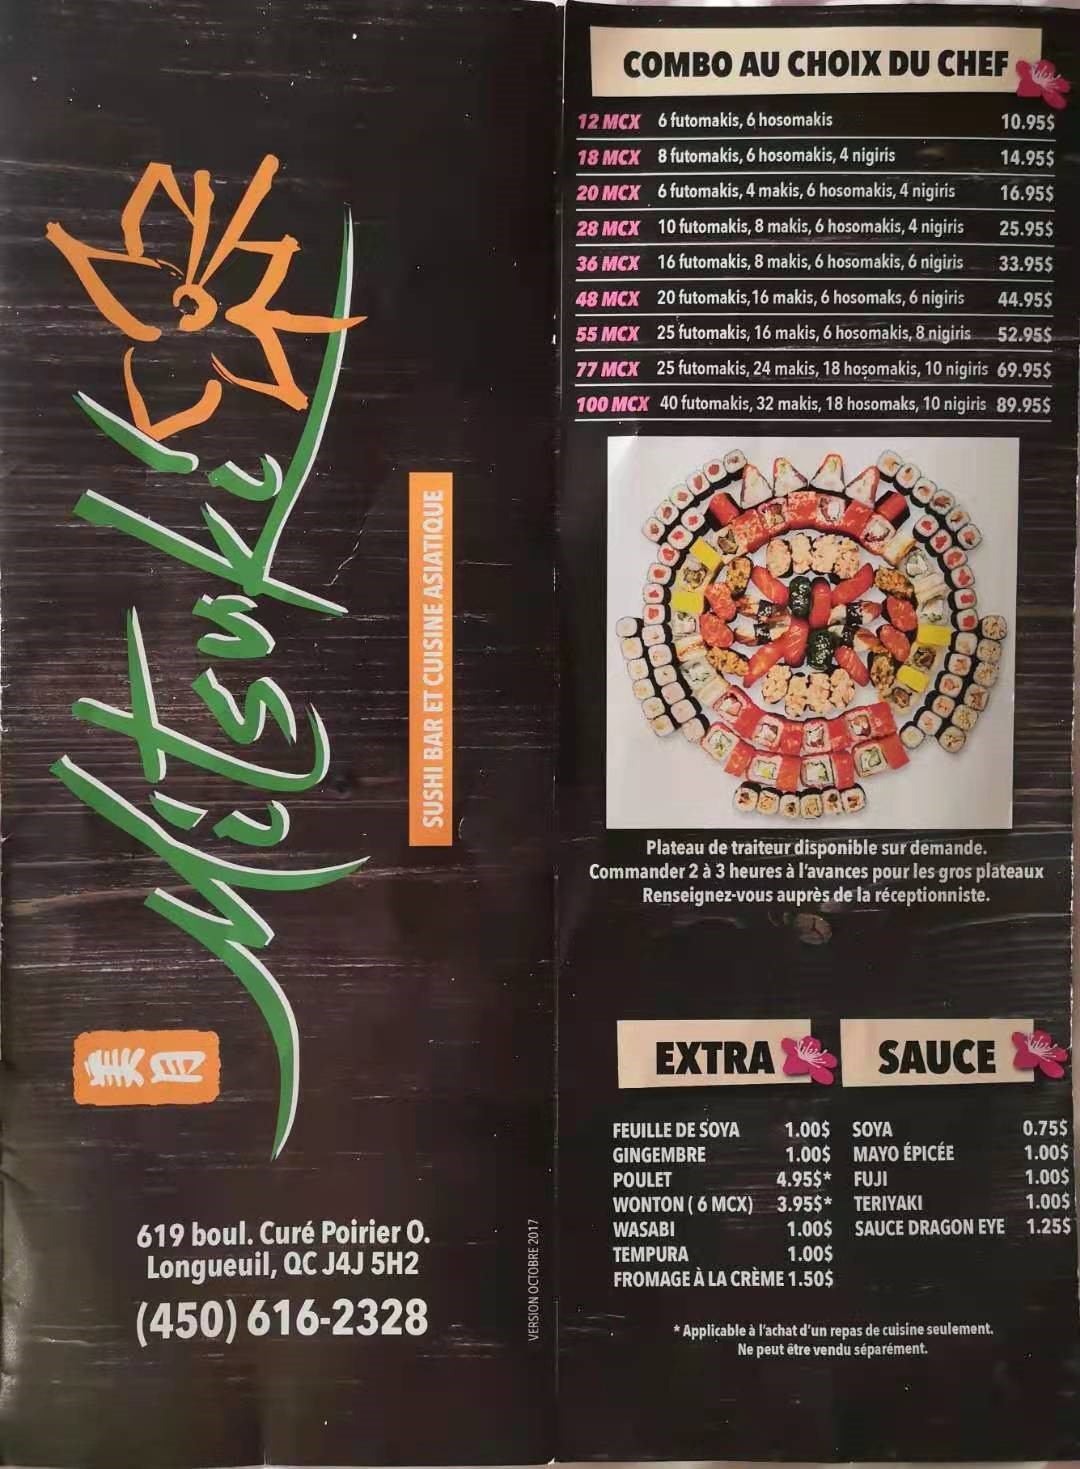 Mitsuki
SUSHI BAR ET CUISINE ASIATIQUE
美月
619 boul. Curé Poirier O.
Longueuil, QC J4J 5H2
(450) 616-2328
VERSION OCTOBRE 2017
COMBO AU CHOIX DU CHEF
12 MCX 6 futomakis, 6 hosomakis 10.95$
18 MCX 8 futomakis, 6 hosomakis, 4 nigiris 14.95$
20 MCX 6 futomakis, 4 makis, 6 hosomakis, 4 nigiris 16.95$
28 MCX 10 futomakis, 8 makis, 6 hosomakis, 4 nigiris 25.95$
36 MCX 16 futomakis, 8 makis, 6 hosomakis, 6 nigiris 33.95$
48 MCX 20 futomakis,16 makis, 6 hosomaks, 6 nigiris 44.95$
55 MCX 25 futomakis, 16 makis, 6 hosomakis, 8 nigiris 52.95$
77 MCX 25 futomakis, 24 makis, 18 hosomakis, 10 nigiris 69.95$
100 MCX 40 futomakis, 32 makis, 18 hosomaks, 10 nigiris 89.95$
Plateau de traiteur disponible sur demande.
Commander 2 à 3 heures à l'avances pour les gros plateaux
Renseignez-vous auprès de la réceptionniste.
EXTRA
FEUILLE DE SOYA 1.00$
GINGEMBRE 1.00$
POULET 4.95$*
WONTON ( 6 MCX) 3.95$*
WASABI 1.00$
TEMPURA 1.00$
FROMAGE À LA CRÈME 1.50$
SAUCE
SOYA 0.75$
MAYO ÉPICÉE 1.00$
FUJI 1.00$
TERIYAKI 1.00$
SAUCE DRAGON EYE 1.25$
* Applicable à l'achat d'un repas de cuisine seulement.
Ne peut être vendu séparément.